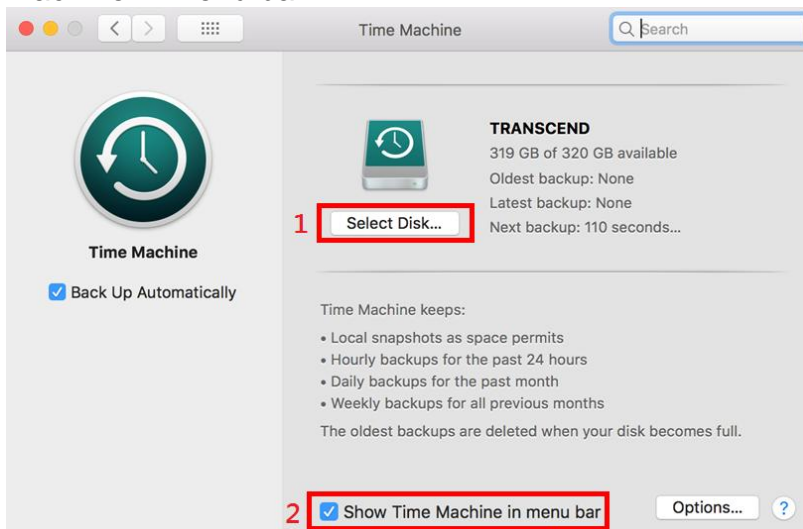 Time Machine
Search
TRANSCEND
319 GB of 320 GB available
Oldest backup: None
Latest backup: None
1 Select Disk...
Next backup: 110 seconds...
Time Machine
Back Up Automatically
Time Machine keeps:
• Local snapshots as space permits
• Hourly backups for the past 24 hours
• Daily backups for the past month
• Weekly backups for all previous months
The oldest backups are deleted when your disk becomes full.
2 Show Time Machine in menu bar
Options... ?